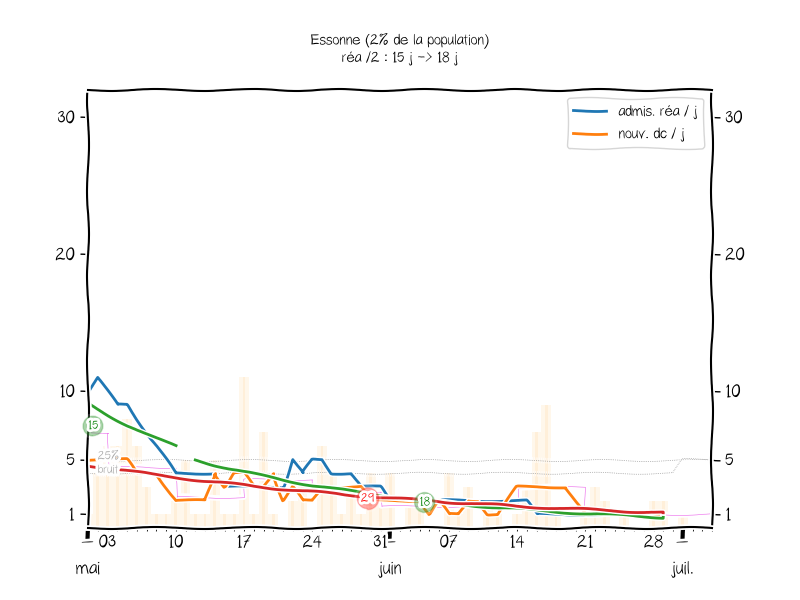 Essonne (2% de la population)
réa /2 : 15 j -> 18 j
admis. réa / j
nouv. dc / j
30 30
20 20
10 10
15
5 25% 5
bruit
29 18
1 1
03 10 17 24 31 07 14 21 28
mai juin juil.